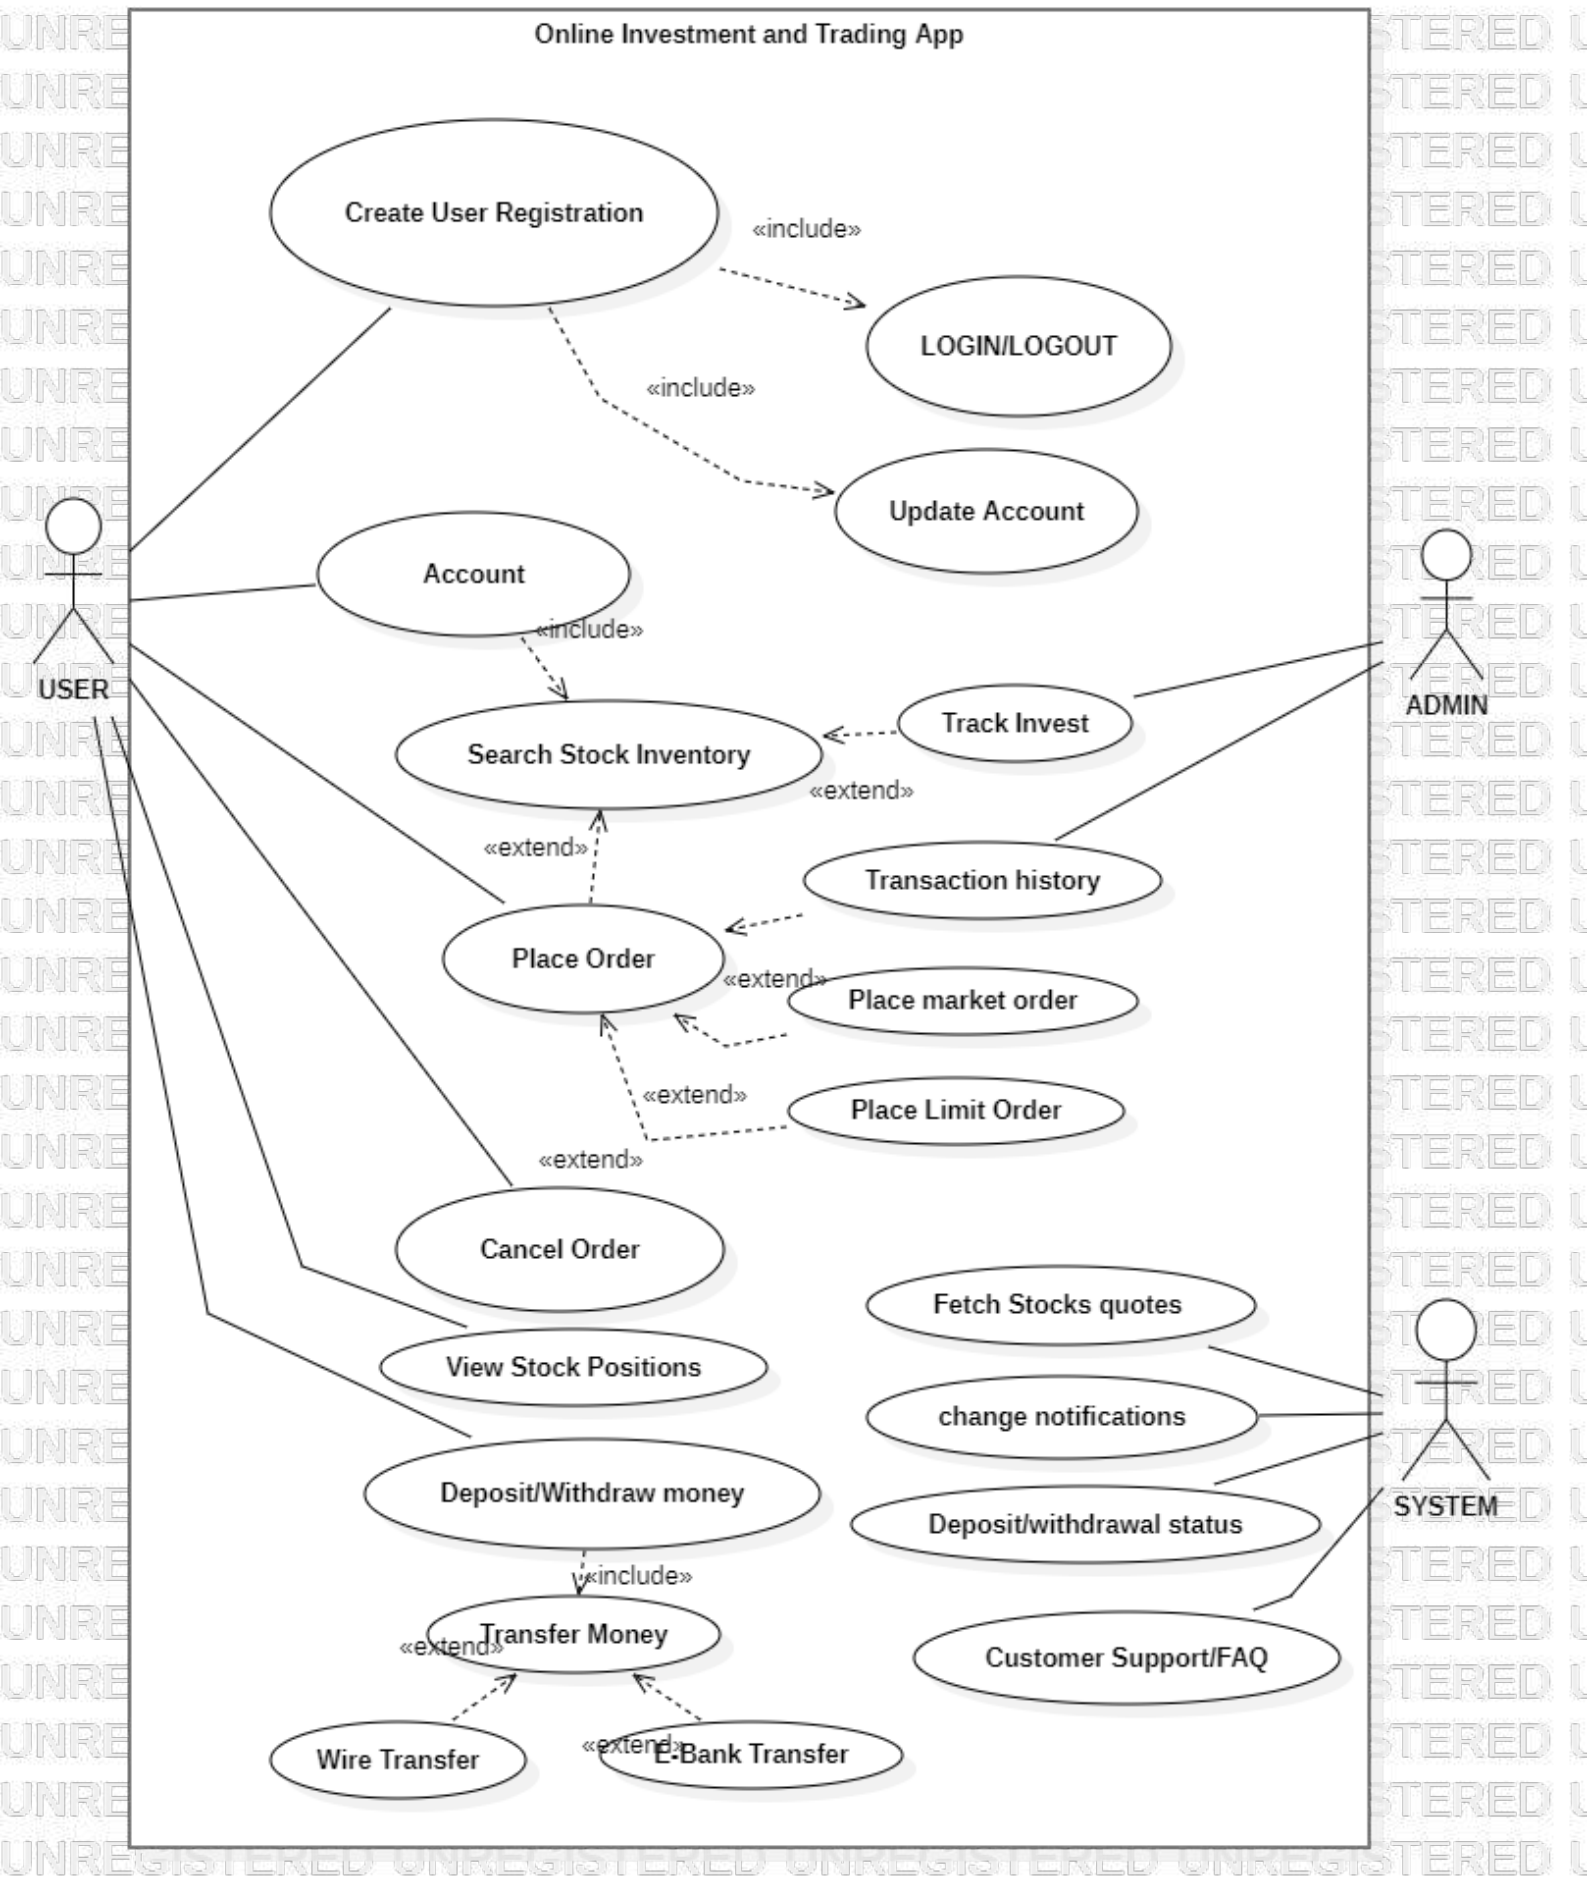 Online Investment and Trading App
Create User Registration
«include»
LOGIN/LOGOUT
«include»
Update Account
Account
«include»
USER
ADMIN
Track Invest
Search Stock Inventory
«extend»
«extend»
Transaction history
Place Order
«extend»
Place market order
«extend»
Place Limit Order
«extend»
Cancel Order
Fetch Stocks quotes
View Stock Positions
change notifications
Deposit/Withdraw money
SYSTEM
Deposit/withdrawal status
«include»
Transfer Money
«extend»
Customer Support/FAQ
«extend»
E-Bank Transfer
Wire Transfer
UNREGISTERED UNREGISTERED UNREGISTERED UNREGISTERED U